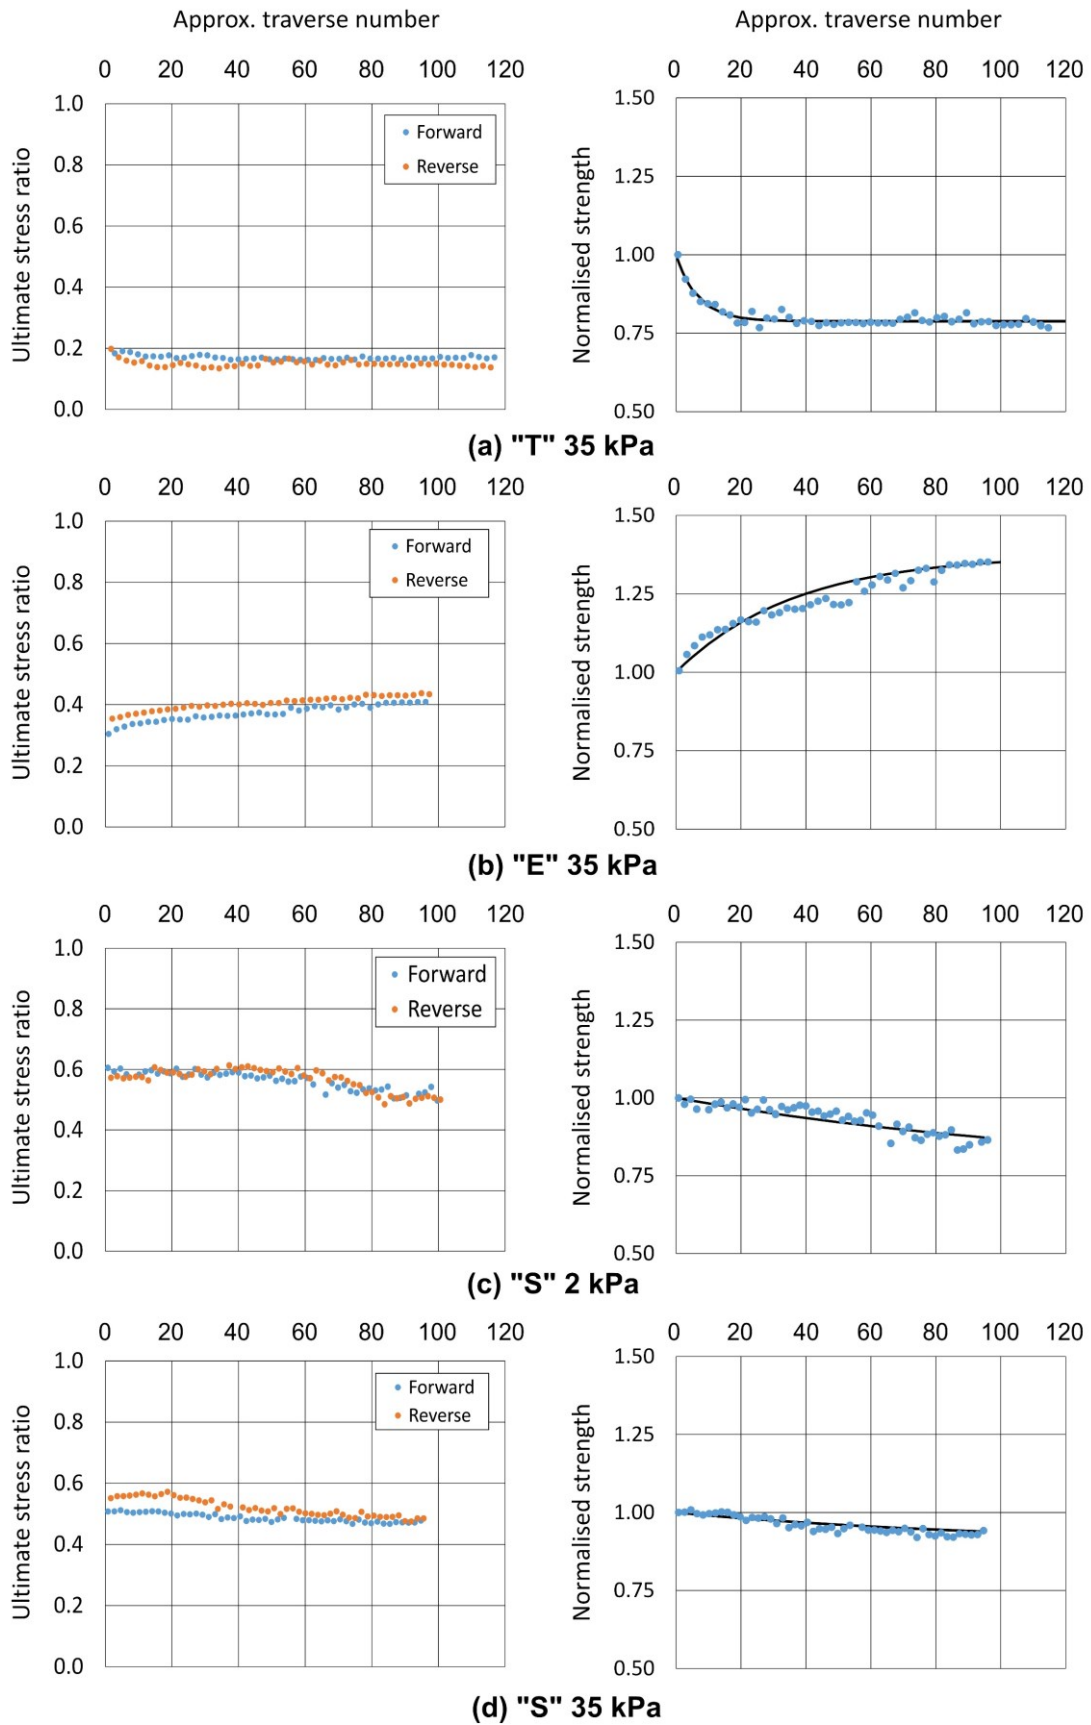 Approx. traverse number
Approx. traverse number
0 20 40 60 80 100 120
1.0
0.8
0.6
0.4
0.2
0.0
Ultimate stress ratio
Forward
Reverse
0 20 40 60 80 100 120
1.50
1.25
1.00
0.75
0.50
Normalised strength
(a) "T" 35 kPa
0 20 40 60 80 100 120
1.0
0.8
0.6
0.4
0.2
0.0
Ultimate stress ratio
Forward
Reverse
0 20 40 60 80 100 120
1.50
1.25
1.00
0.75
0.50
Normalised strength
(b) "E" 35 kPa
0 20 40 60 80 100 120
1.0
0.8
0.6
0.4
0.2
0.0
Ultimate stress ratio
Forward
Reverse
0 20 40 60 80 100 120
1.50
1.25
1.00
0.75
0.50
Normalised strength
(c) "S" 2 kPa
0 20 40 60 80 100 120
1.0
0.8
0.6
0.4
0.2
0.0
Ultimate stress ratio
Forward
Reverse
0 20 40 60 80 100 120
1.50
1.25
1.00
0.75
0.50
Normalised strength
(d) "S" 35 kPa